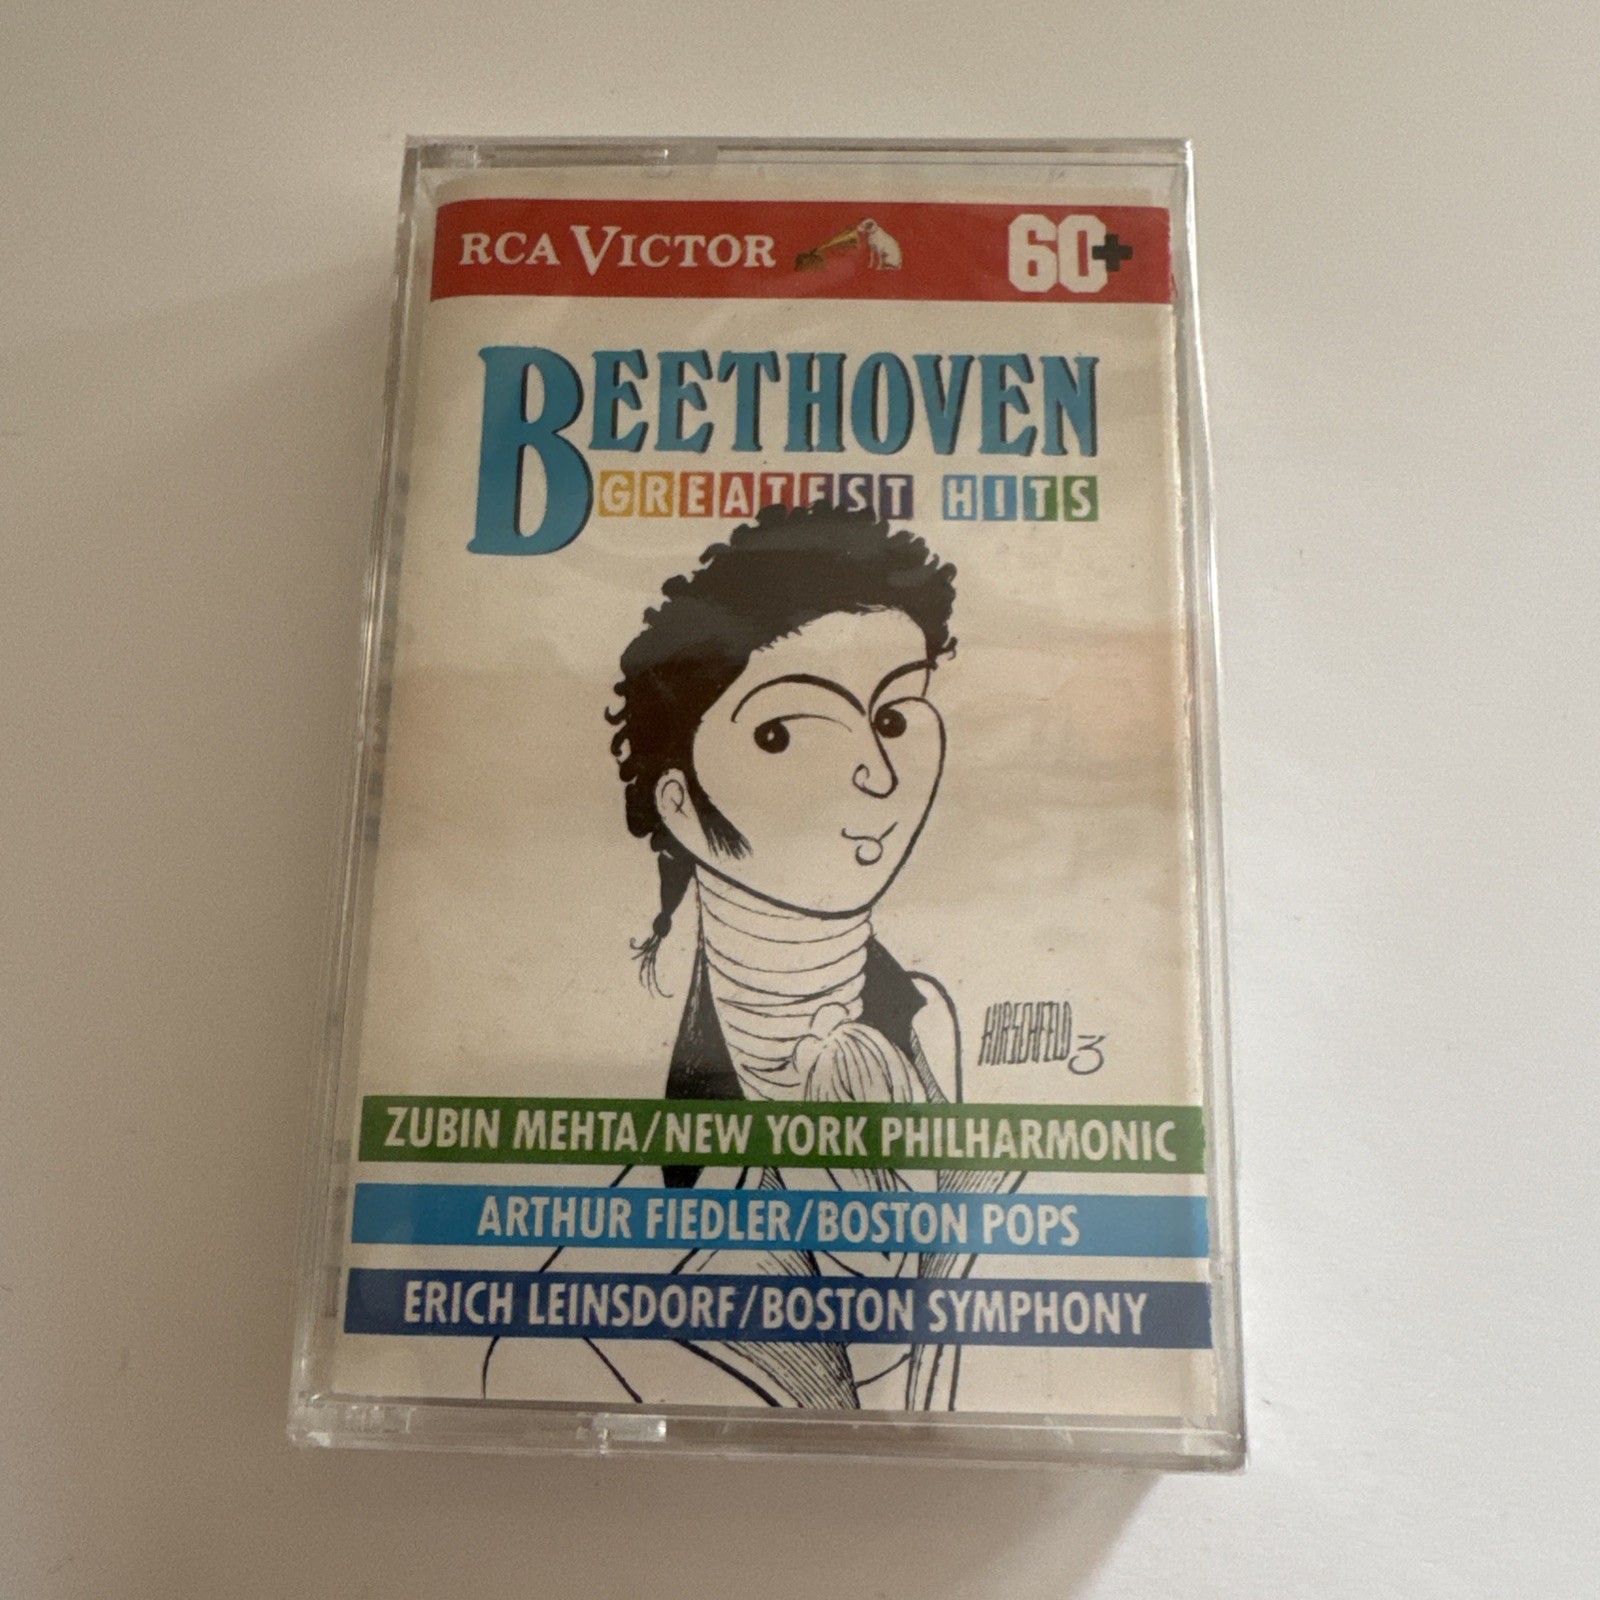 RCA VICTOR 60+
BEETHOVEN
GREATEST HITS
HIRSCHFELD 3
ZUBIN MEHTA/NEW YORK PHILHARMONIC
ARTHUR FIEDLER/BOSTON POPS
ERICH LEINSDORF/BOSTON SYMPHONY